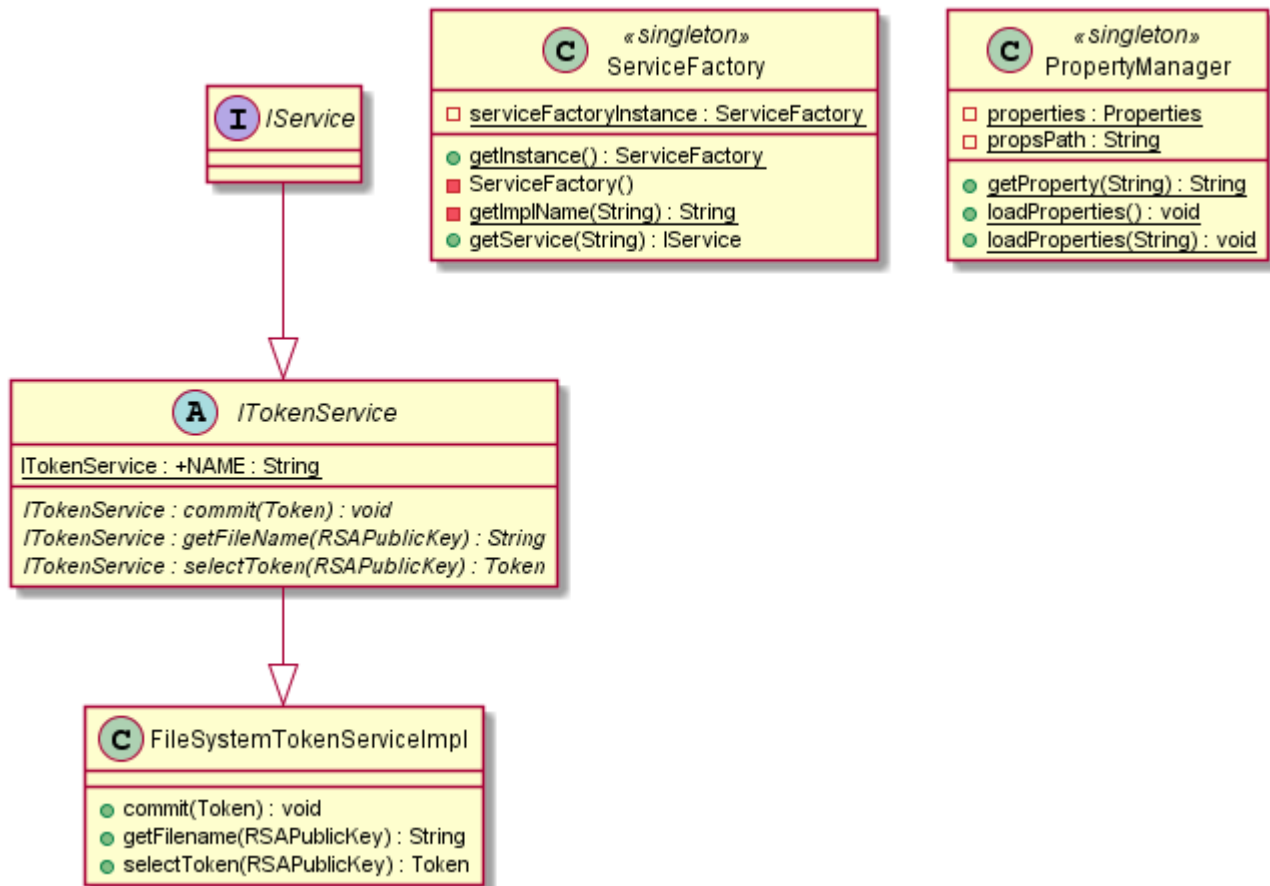 I IService
C «singleton»
ServiceFactory
serviceFactoryInstance : ServiceFactory
getInstance() : ServiceFactory
ServiceFactory()
getImplName(String) : String
getService(String) : IService
C «singleton»
PropertyManager
properties : Properties
propsPath : String
getProperty(String) : String
loadProperties() : void
loadProperties(String) : void
A ITokenService
ITokenService : +NAME : String
ITokenService : commit(Token) : void
ITokenService : getFileName(RSAPublicKey) : String
ITokenService : selectToken(RSAPublicKey) : Token
C FileSystemTokenServiceImpl
commit(Token) : void
getFilename(RSAPublicKey) : String
selectToken(RSAPublicKey) : Token